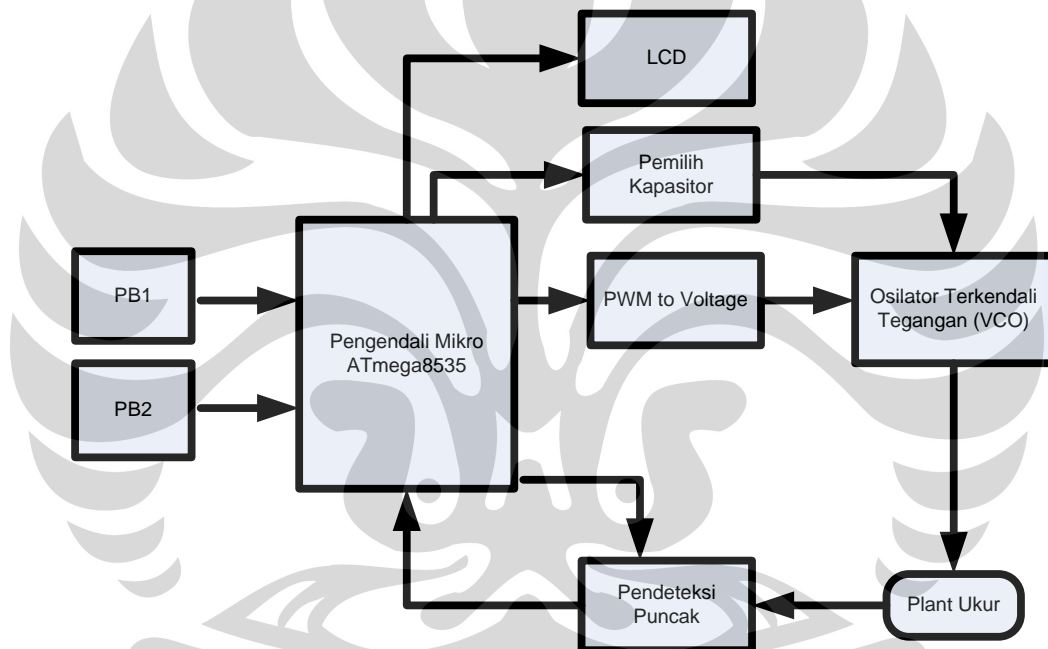 LCD
Pemilih
Kapasitor
PB1
PWM to Voltage
Osilator Terkendali
Tegangan (VCO)
Pengendali Mikro
ATmega8535
PB2
Pendeteksi
Puncak
Plant Ukur